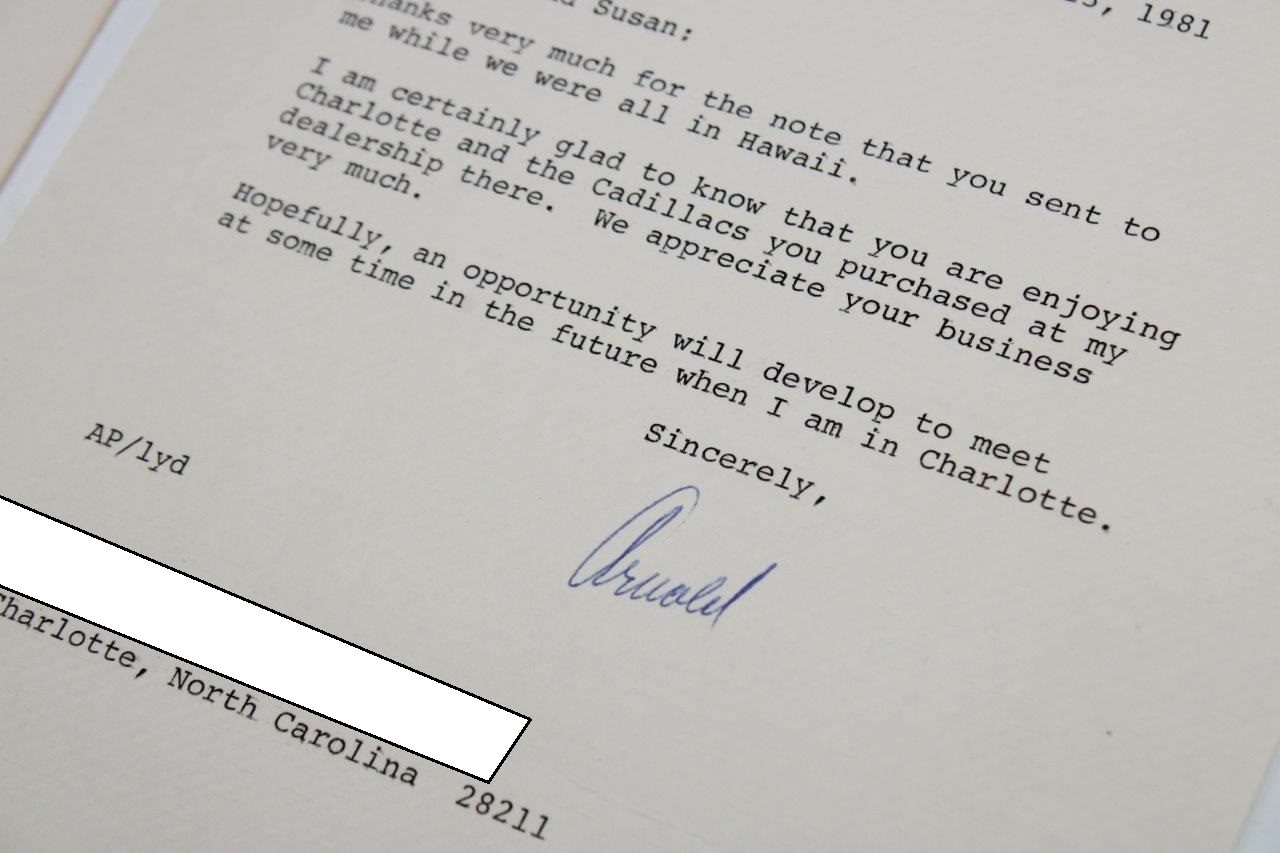 , 1981
Susan:
Thanks very much for the note that you sent to
me while we were all in Hawaii.
I am certainly glad to know that you are enjoying
Charlotte and the Cadillacs you purchased at my
dealership there. We appreciate your business
very much.
Hopefully, an opportunity will develop to meet
at some time in the future when I am in Charlotte.
Sincerely,
Arnold
AP/lyd
Charlotte, North Carolina 28211